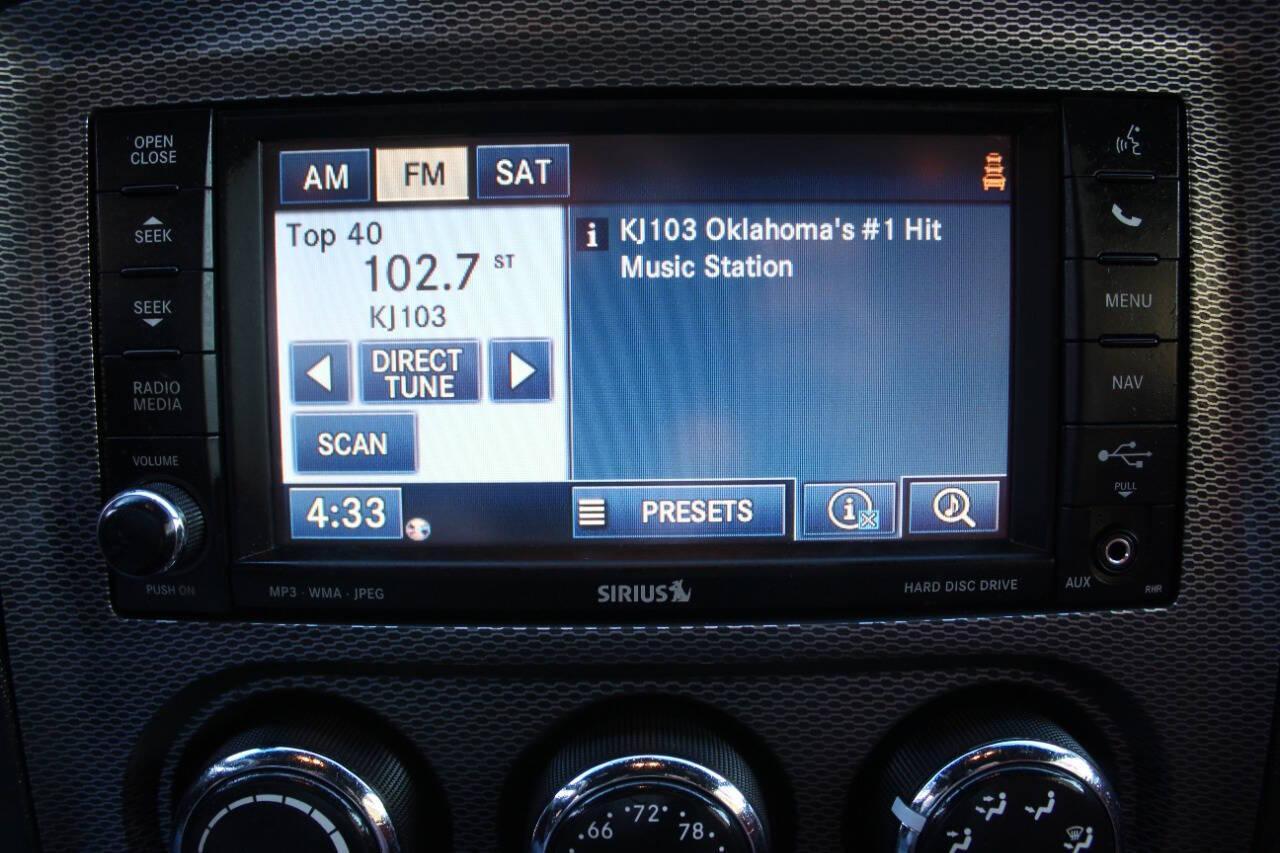 OPEN
CLOSE
SEEK
SEEK
RADIO
MEDIA
VOLUME
PUSH ON
AM FM SAT
Top 40
102.7 ST
KJ103
DIRECT
TUNE
SCAN
4:33
i KJ103 Oklahoma's #1 Hit
Music Station
PRESETS
i
MENU
NAV
PULL
AUX
RHR
MP3 · WMA · JPEG
SIRIUS
HARD DISC DRIVE
66 · 72 · 78